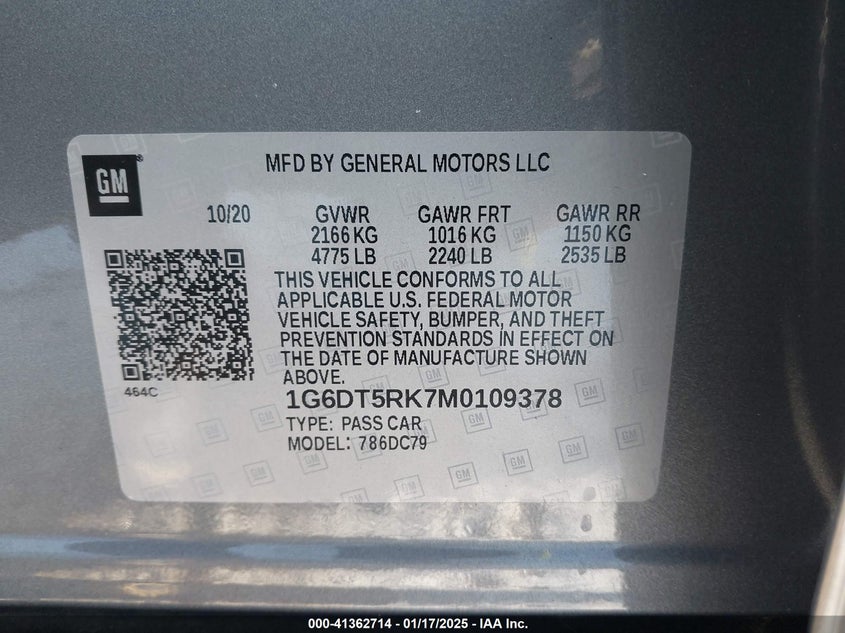 MFD BY GENERAL MOTORS LLC
GM
10/20 GVWR GAWR FRT GAWR RR
2166 KG 1016 KG 1150 KG
4775 LB 2240 LB 2535 LB
THIS VEHICLE CONFORMS TO ALL
APPLICABLE U.S. FEDERAL MOTOR
VEHICLE SAFETY, BUMPER, AND THEFT
PREVENTION STANDARDS IN EFFECT ON
THE DATE OF MANUFACTURE SHOWN
ABOVE.
464C
1G6DT5RK7M0109378
TYPE: PASS CAR
MODEL: 786DC79
000-41362714 - 01/17/2025 - IAA Inc.